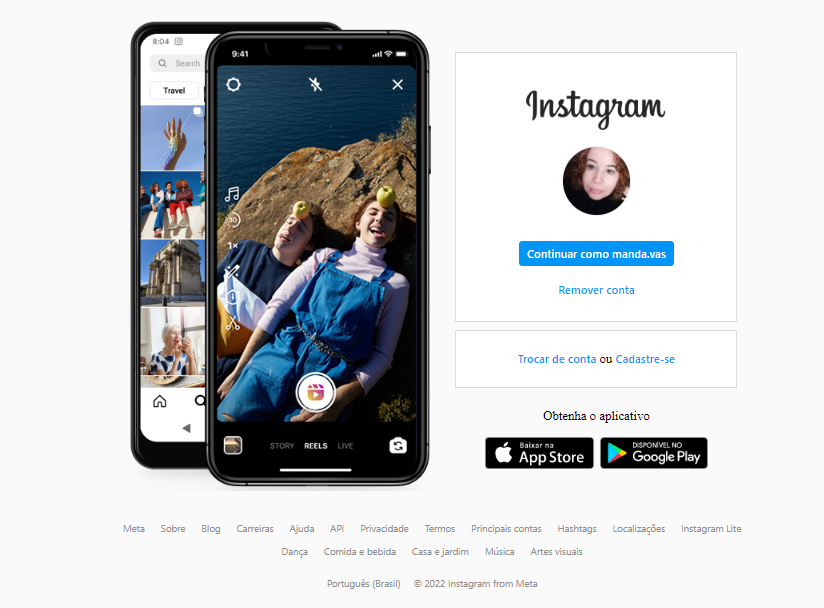 8:04
Search
Travel
9:41
30
1x
STORY REELS LIVE
Instagram
Continuar como manda.vas
Remover conta
Trocar de conta ou Cadastre-se
Obtenha o aplicativo
Baixar na
App Store
DISPONÍVEL NO
Google Play
Meta Sobre Blog Carreiras Ajuda API Privacidade Termos Principais contas Hashtags Localizações Instagram Lite
Dança Comida e bebida Casa e jardim Música Artes visuais
Português (Brasil) © 2022 Instagram from Meta